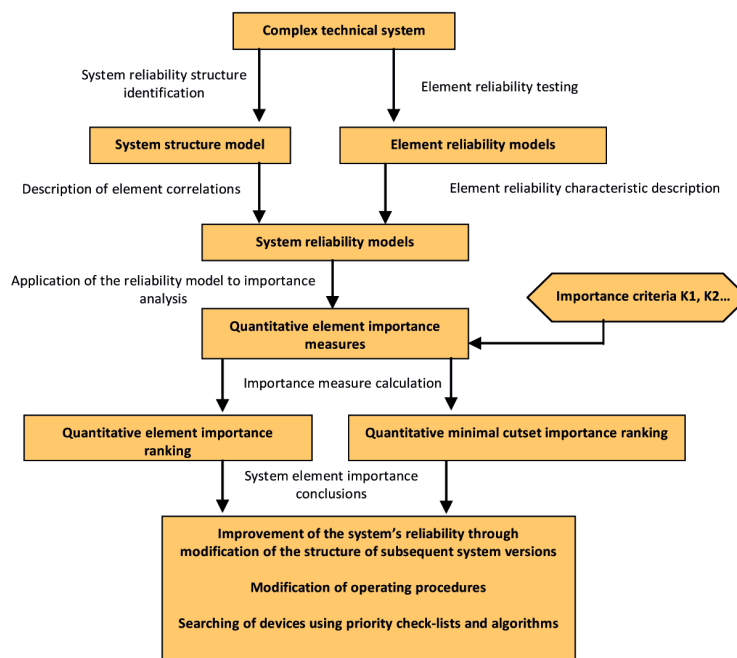 Complex technical system
System reliability structure
identification
Element reliability testing
System structure model
Element reliability models
Description of element correlations
Element reliability characteristic description
System reliability models
Application of the reliability model to importance
analysis
Importance criteria K1, K2...
Quantitative element importance
measures
Importance measure calculation
Quantitative element importance
ranking
Quantitative minimal cutset importance ranking
System element importance
conclusions
Improvement of the system's reliability through
modification of the structure of subsequent system versions
Modification of operating procedures
Searching of devices using priority check-lists and algorithms